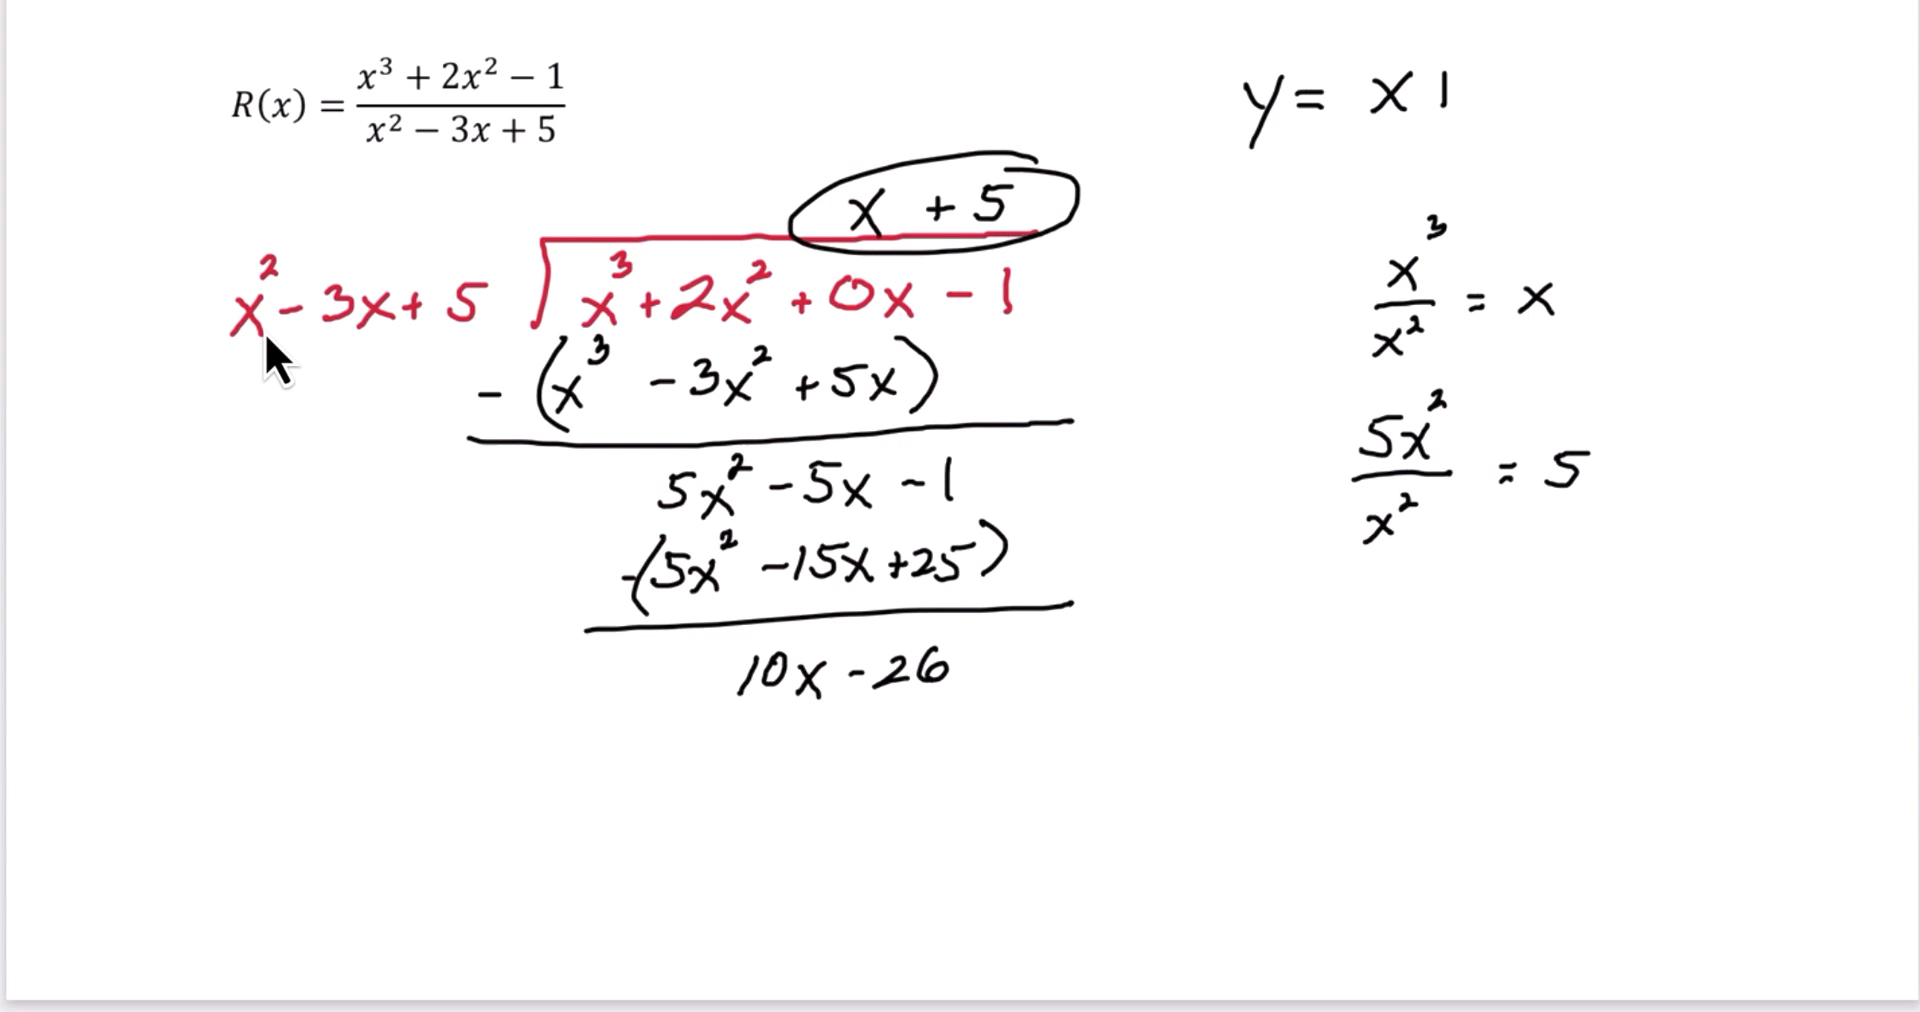 R(x) = x³ + 2x² − 1
x² − 3x + 5
y = x 1
x + 5
x² - 3x + 5 x³ + 2x² + 0x - 1
- (x³ - 3x² + 5x)
5x² - 5x - 1
-(5x² - 15x + 25)
10x - 26
x³
x² = x
5x²
x² = 5